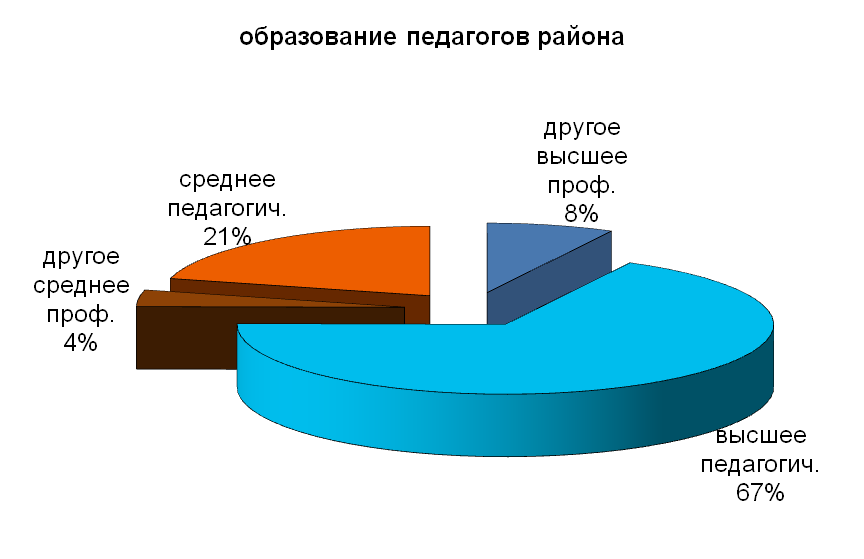 образование педагогов района
другое
высшее
проф.
8%
среднее
педагогич.
21%
другое
среднее
проф.
4%
высшее
педагогич.
67%